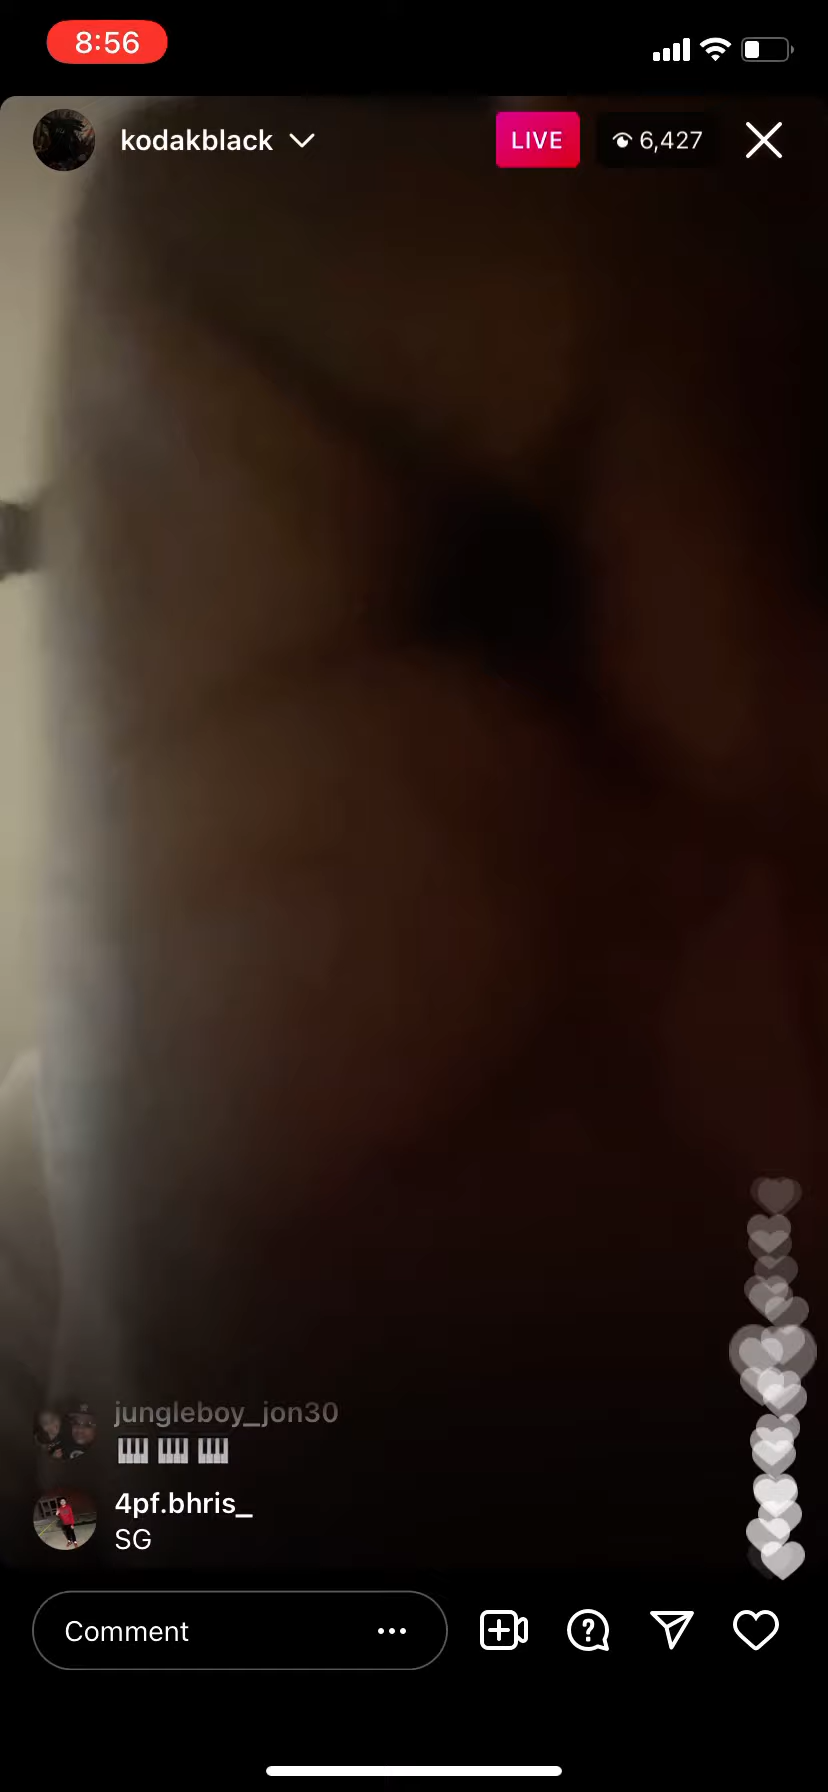 8:56
kodakblack
LIVE
6,427
jungleboy_jon30
🎹 🎹 🎹
4pf.bhris_
SG
Comment